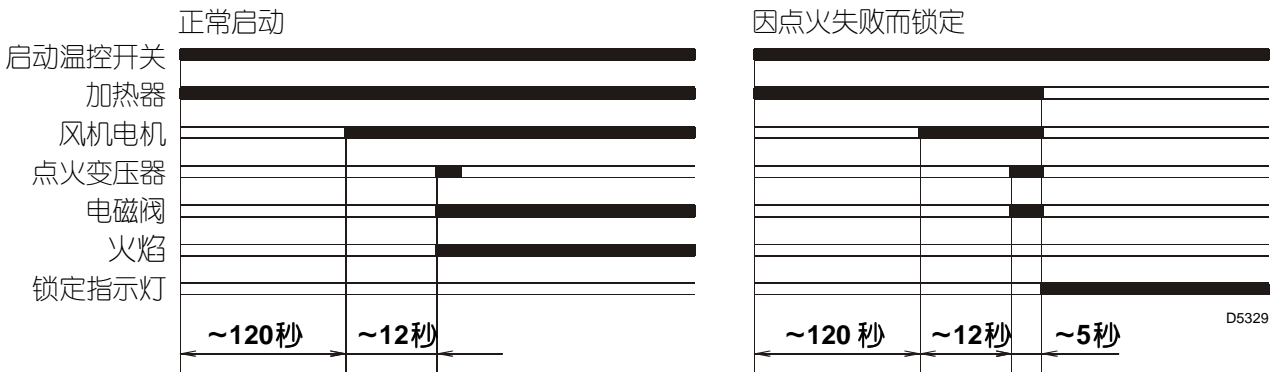 正常启动
因点火失败而锁定
启动温控开关
加热器
风机电机
点火变压器
电磁阀
火焰
锁定指示灯
~120秒
~12秒
~120 秒
~12秒
~5秒
D5329